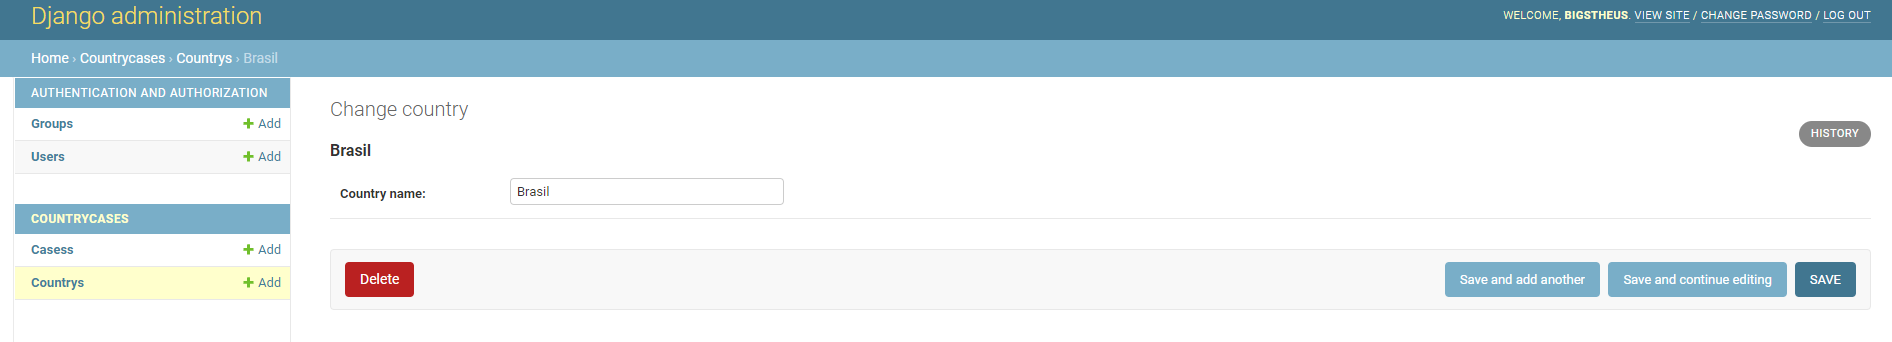 Django administration
WELCOME, BIGSTHEUS. VIEW SITE / CHANGE PASSWORD / LOG OUT
Home › Countrycases › Countrys › Brasil
AUTHENTICATION AND AUTHORIZATION
Groups + Add
Users + Add
COUNTRYCASES
Casess + Add
Countrys + Add
Change country
HISTORY
Brasil
Country name: Brasil
Delete Save and add another Save and continue editing SAVE